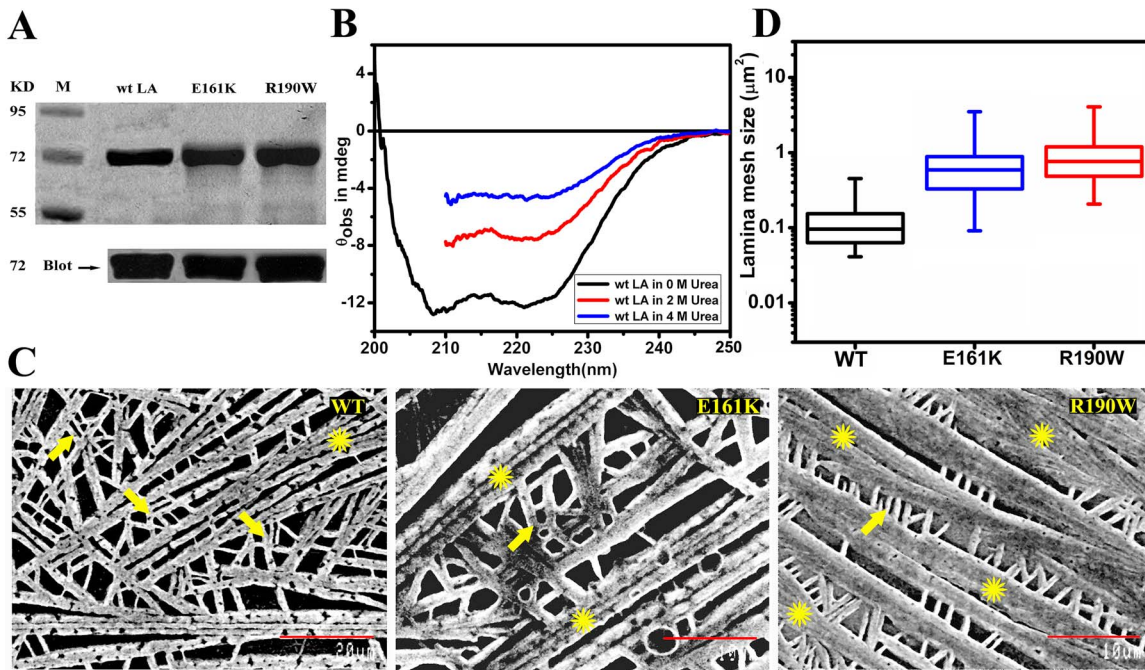 A
KD M wt LA E161K R190W
95
72
55
72 Blot
B
θobs in mdeg
4
0
-4
-8
-12
200 210 220 230 240 250
Wavelength(nm)
wt LA in 0 M Urea
wt LA in 2 M Urea
wt LA in 4 M Urea
D
Lamina mesh size (μm²)
10
1
0.1
0.01
WT E161K R190W
C
WT
20μm
E161K
10μm
R190W
10μm